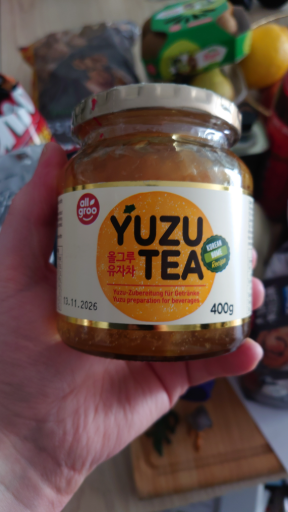 all
groo
YUZU
올그루
유자차
TEA
KOREAN
Yuzu-Zubereitung für Getränke
Yuzu preparation for beverages
13.11.2026
400g